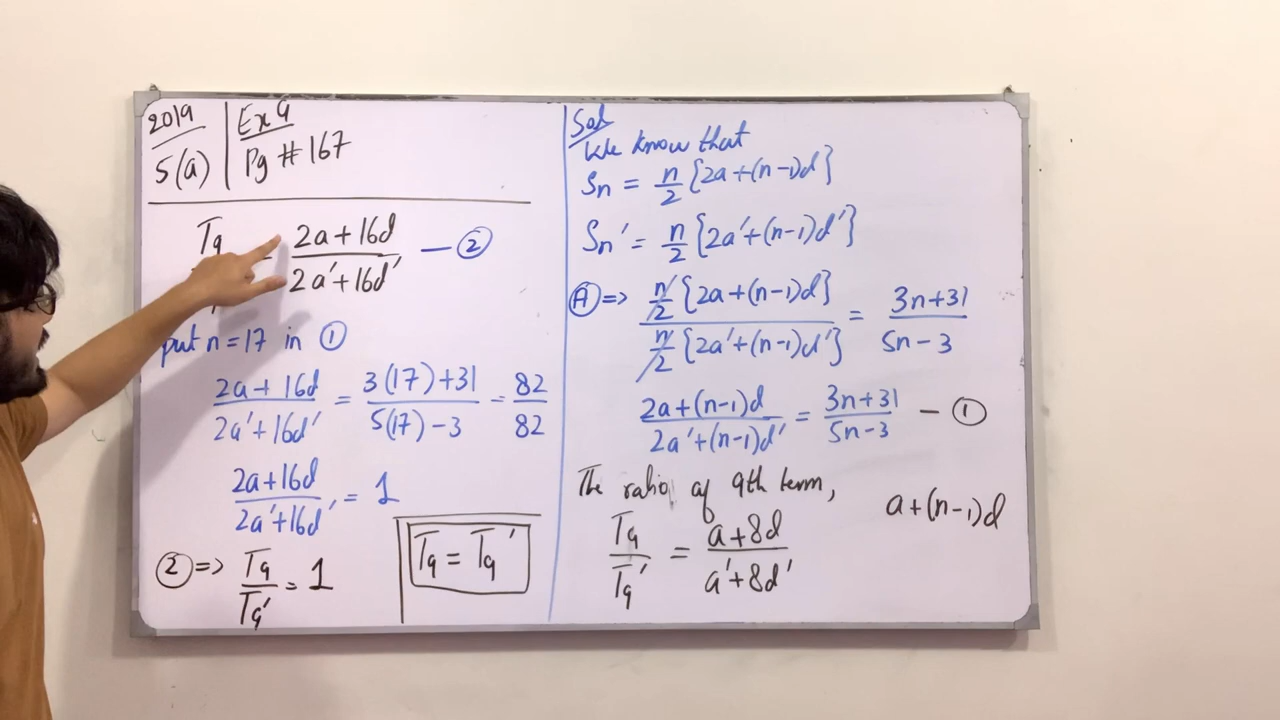 2019
5(a)
Ex 9
Pg # 167
T9 = 2a+16d / 2a'+16d' — ②
put n=17 in ①
2a+16d / 2a'+16d' = 3(17)+31 / 5(17)-3 = 82 / 82
2a+16d / 2a'+16d' = 1
② => T9 / T9' = 1
T9 = T9'
Sol
We know that
Sn = n/2 {2a+(n-1)d}
Sn' = n/2 {2a'+(n-1)d'}
Ⓐ => n/2 {2a+(n-1)d} / n/2 {2a'+(n-1)d'} = 3n+31 / 5n-3
2a+(n-1)d / 2a'+(n-1)d' = 3n+31 / 5n-3 — ①
The ratio of 9th term,
a+(n-1)d
T9 / T9' = a+8d / a'+8d'